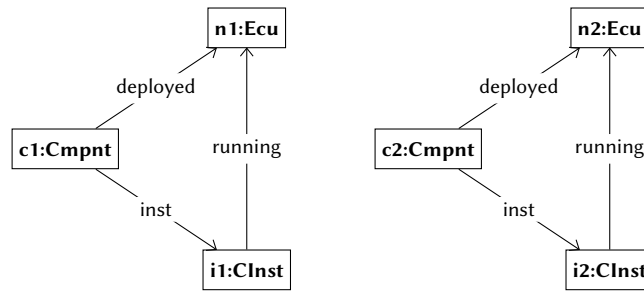 n1:Ecu
deployed
c1:Cmpnt
running
inst
i1:CInst
n2:Ecu
deployed
c2:Cmpnt
running
inst
i2:CInst